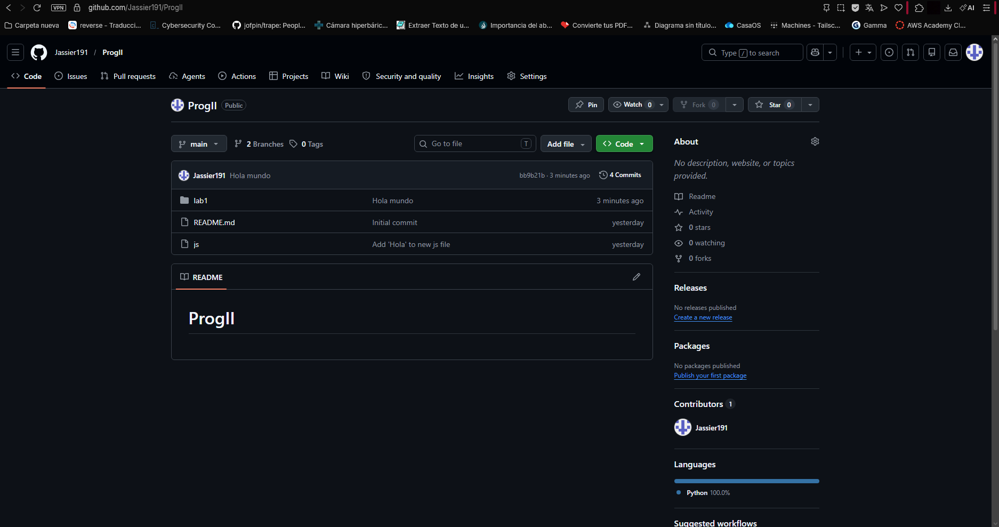 VPN github.com/Jassier191/ProgII AI
Carpeta nueva reverse - Traducci... Cybersecurity Co... jofpin/trape: Peopl... Cámara hiperbáric... Extraer Texto de u... Importancia del ab... Convierte tus PDF... Diagrama sin título... CasaOS Machines - Tailsc... Gamma AWS Academy Cl...
Jassier191 / ProgII Type / to search
Code Issues Pull requests Agents Actions Projects Wiki Security and quality Insights Settings
ProgII Public Pin Watch 0 Fork 0 Star 0
main 2 Branches 0 Tags Go to file T Add file Code
About
No description, website, or topics
provided.
Jassier191 Hola mundo bb9b21b · 3 minutes ago 4 Commits
lab1 Hola mundo 3 minutes ago
README.md Initial commit yesterday
js Add 'Hola' to new js file yesterday
README
ProgII
Readme
Activity
0 stars
0 watching
0 forks
Releases
No releases published
Create a new release
Packages
No packages published
Publish your first package
Contributors 1
Jassier191
Languages
Python 100.0%
Suggested workflows